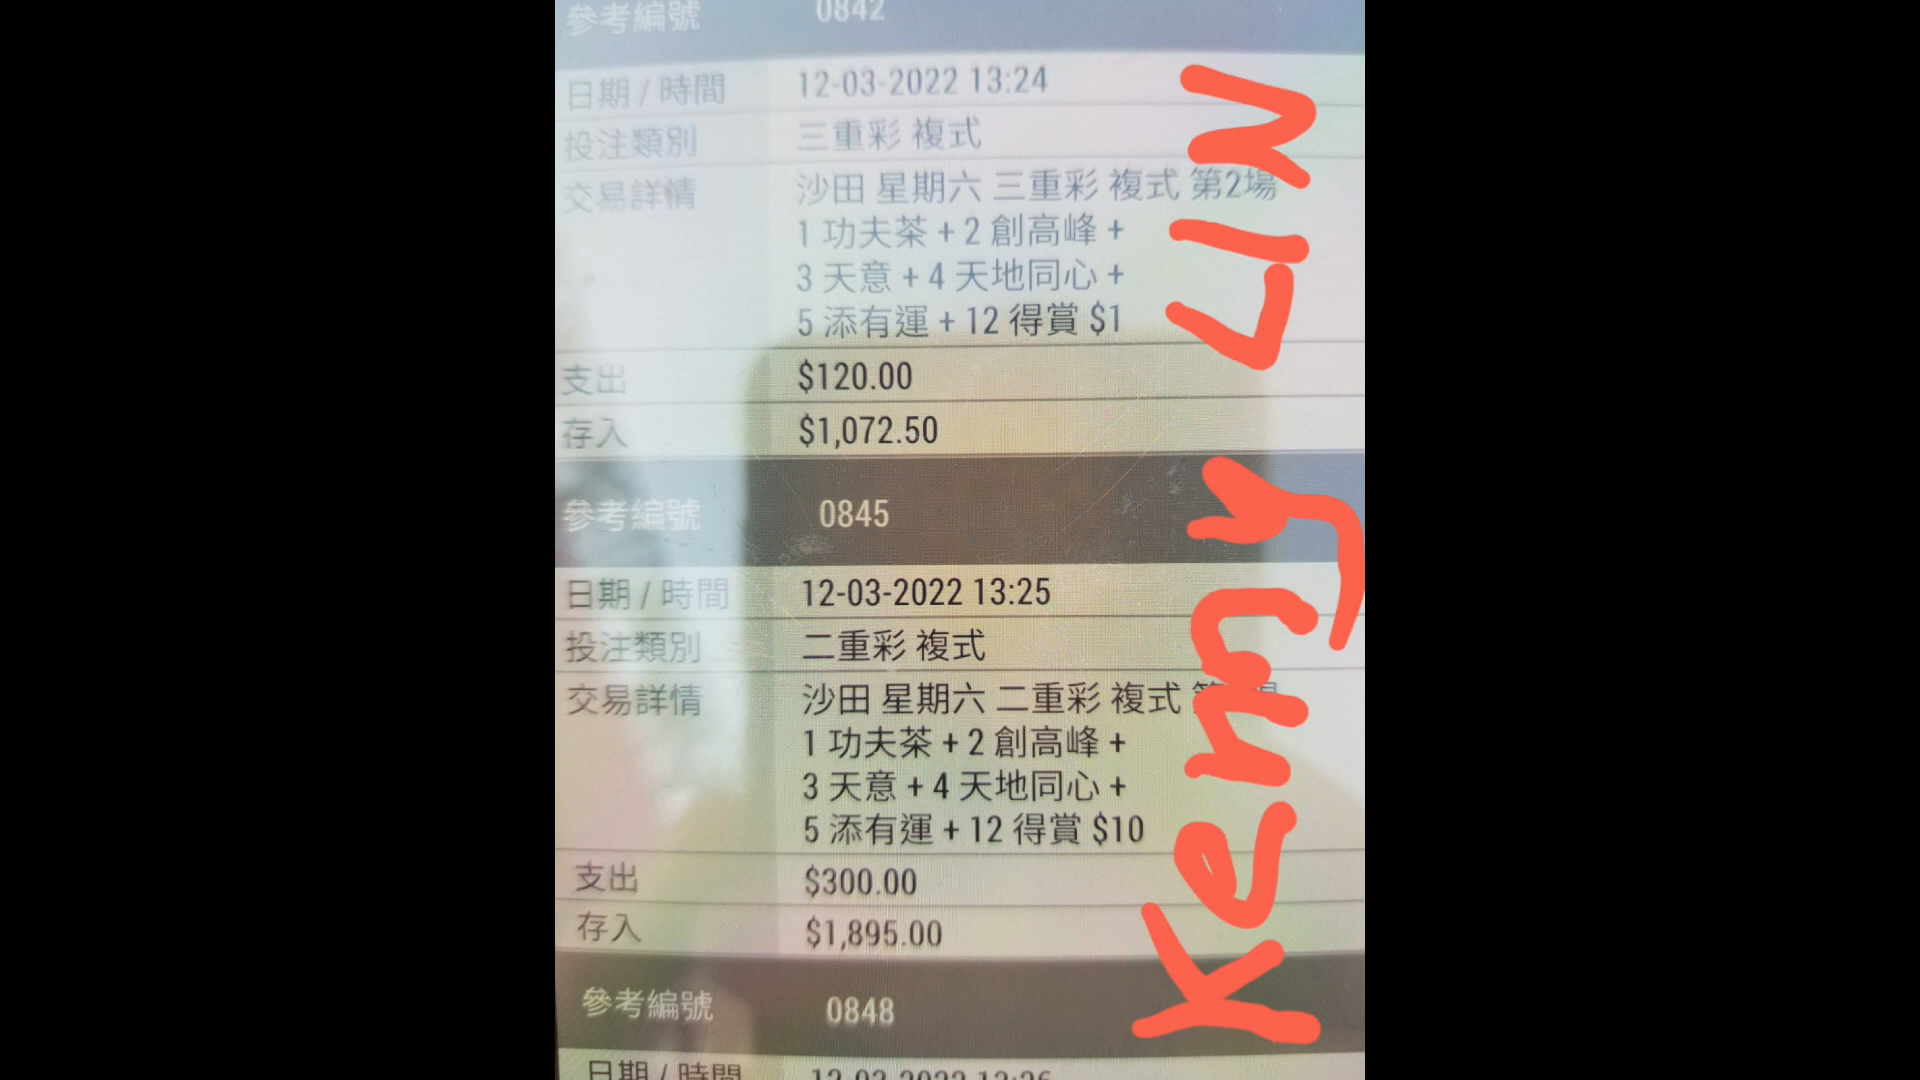 參考編號 0842
日期 / 時間 12-03-2022 13:24
投注類別 三重彩 複式
交易詳情 沙田 星期六 三重彩 複式 第2場
1 功夫茶 + 2 創高峰 +
3 天意 + 4 天地同心 +
5 添有運 + 12 得賞 $1
支出 $120.00
存入 $1,072.50
參考編號 0845
日期 / 時間 12-03-2022 13:25
投注類別 二重彩 複式
交易詳情 沙田 星期六 二重彩 複式
1 功夫茶 + 2 創高峰 +
3 天意 + 4 天地同心 +
5 添有運 + 12 得賞 $10
支出 $300.00
存入 $1,895.00
參考編號 0848
日期 / 時間
Kenny